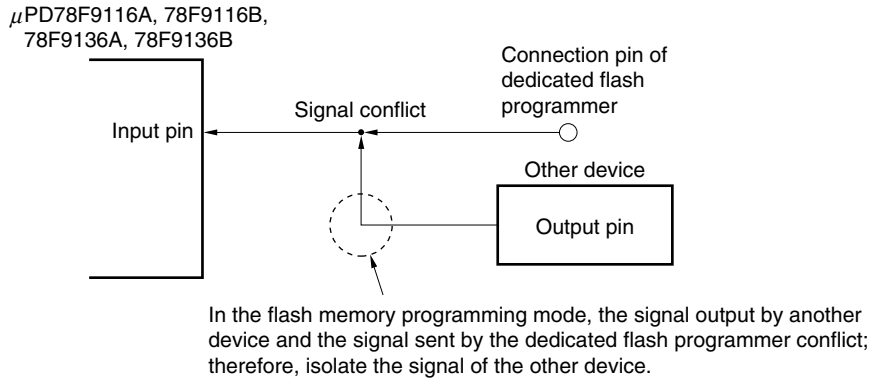 μPD78F9116A, 78F9116B,
78F9136A, 78F9136B
Connection pin of
dedicated flash
programmer
Signal conflict
Input pin
Other device
Output pin
In the flash memory programming mode, the signal output by another
device and the signal sent by the dedicated flash programmer conflict;
therefore, isolate the signal of the other device.